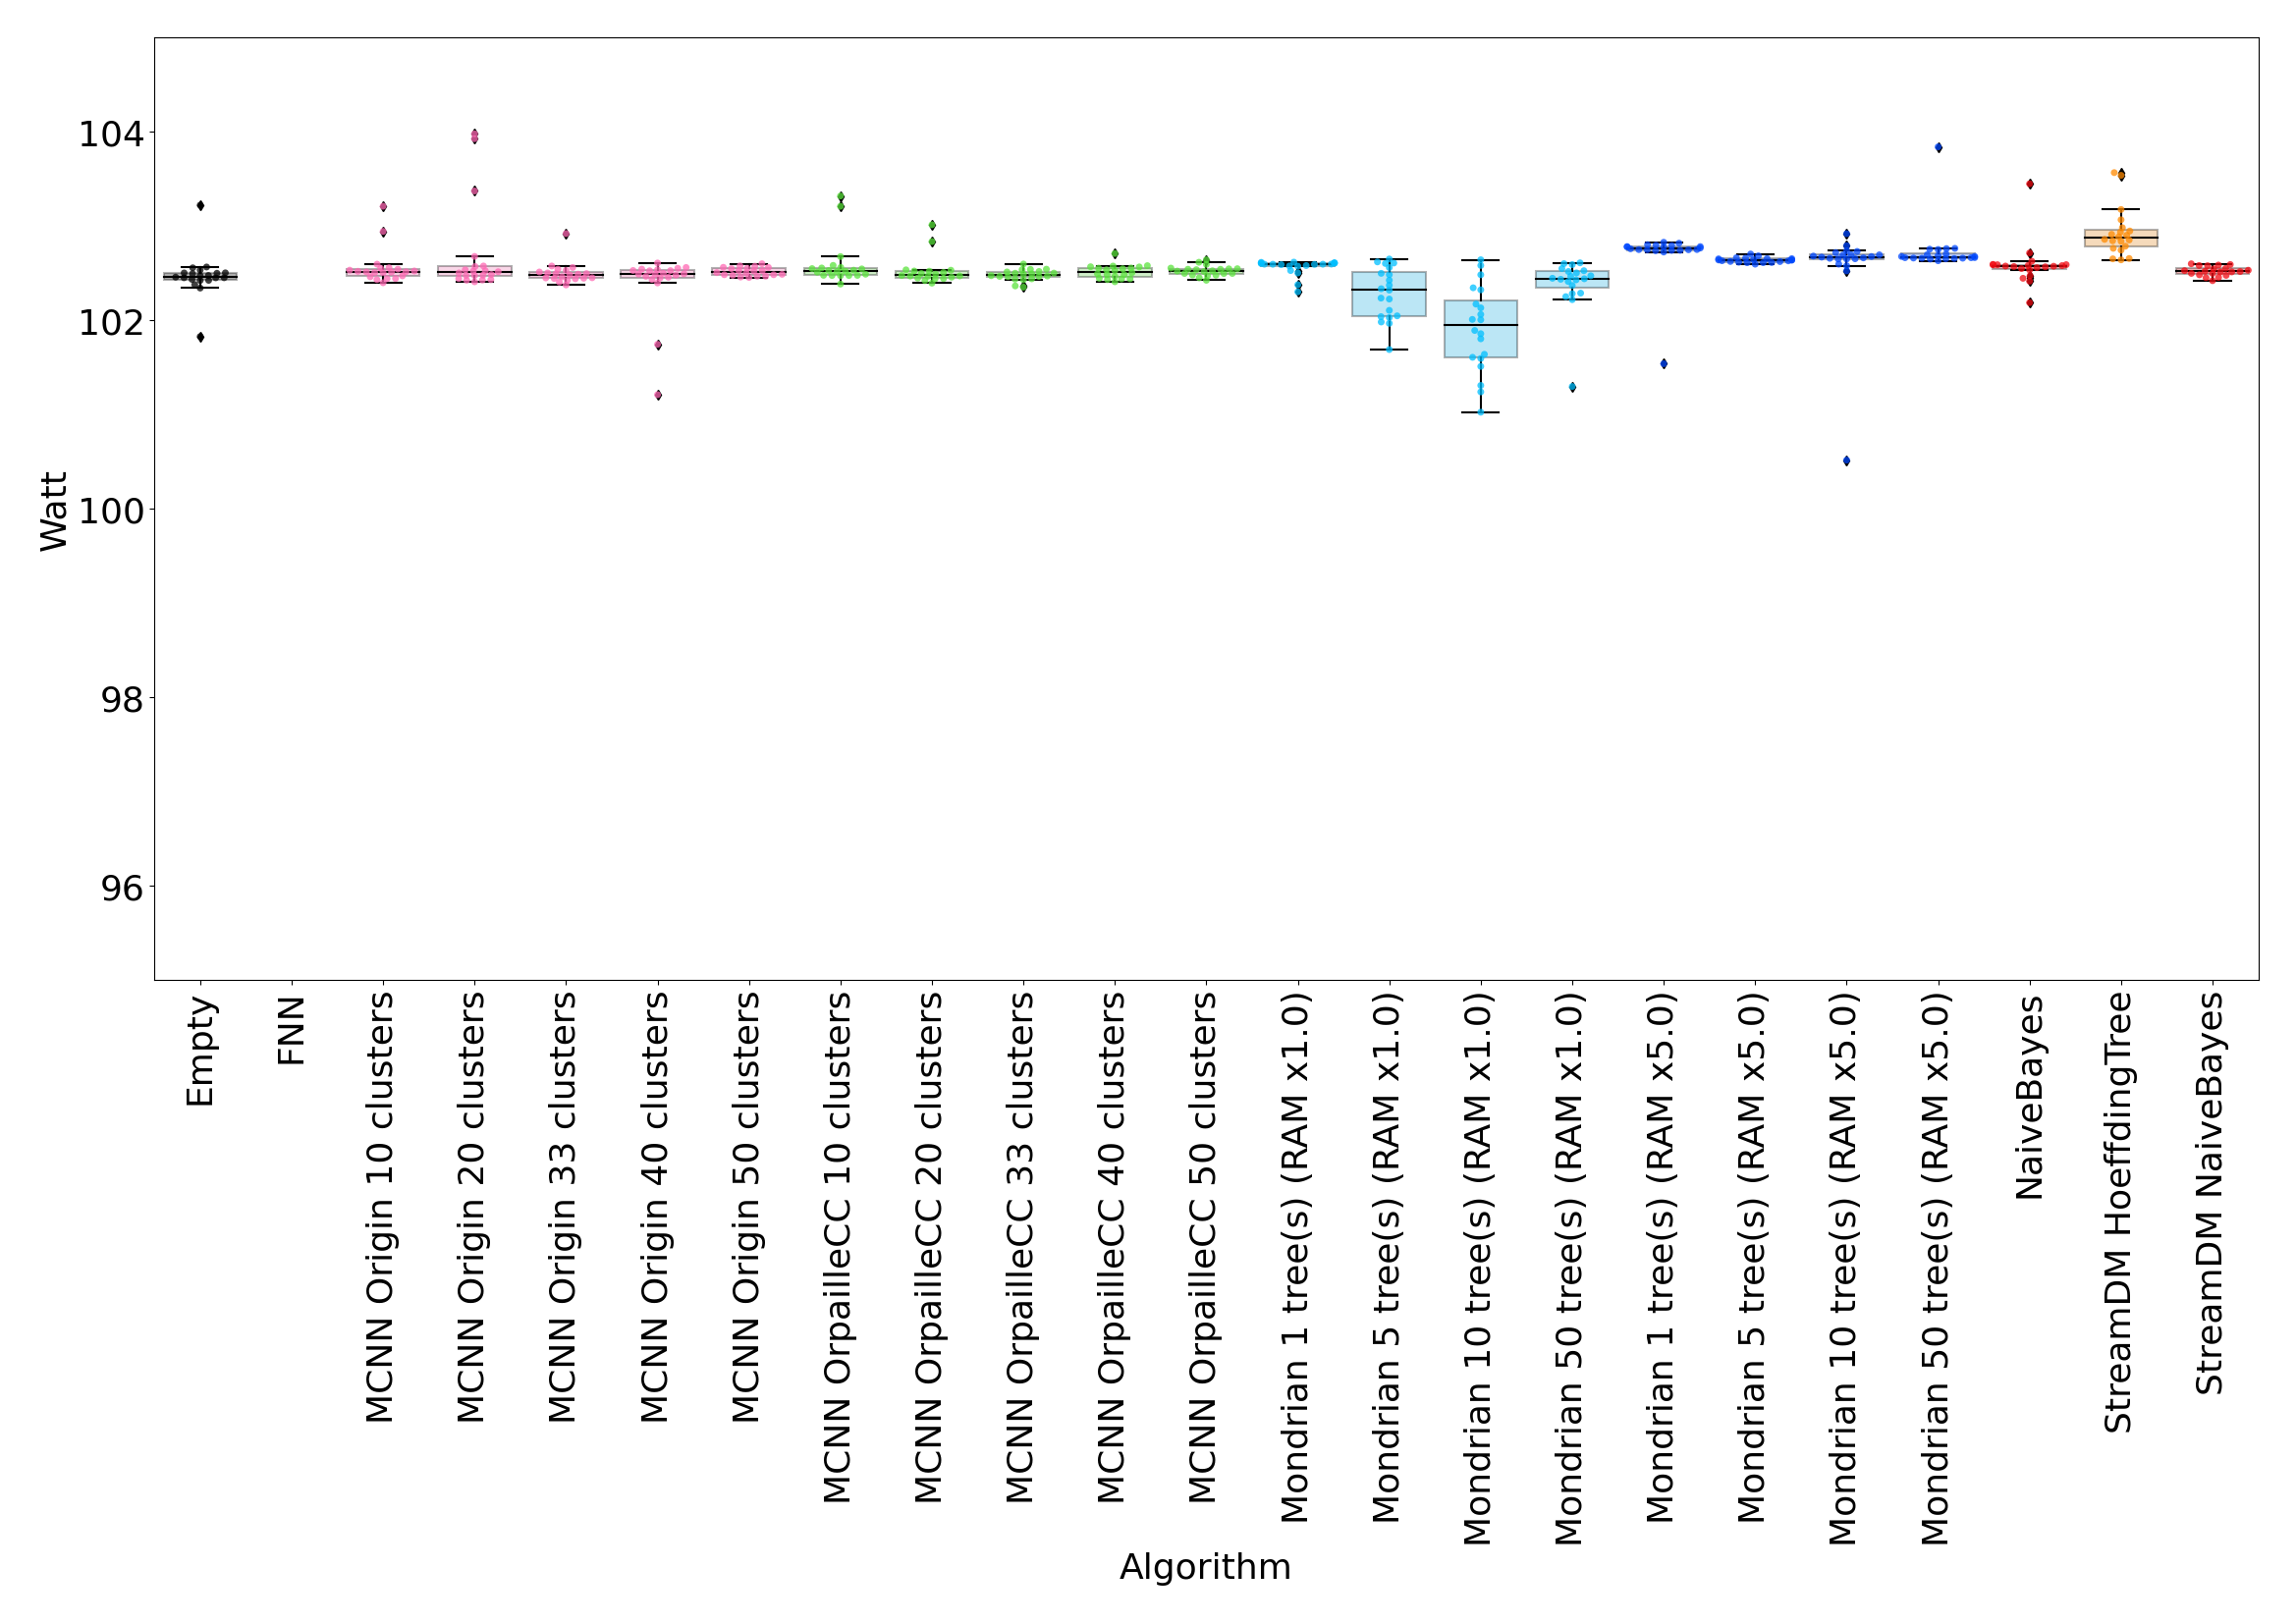 104
102
100
98
96
Watt
Empty
FNN
MCNN Origin 10 clusters
MCNN Origin 20 clusters
MCNN Origin 33 clusters
MCNN Origin 40 clusters
MCNN Origin 50 clusters
MCNN OrpailleCC 10 clusters
MCNN OrpailleCC 20 clusters
MCNN OrpailleCC 33 clusters
MCNN OrpailleCC 40 clusters
MCNN OrpailleCC 50 clusters
Mondrian 1 tree(s) (RAM x1.0)
Mondrian 5 tree(s) (RAM x1.0)
Mondrian 10 tree(s) (RAM x1.0)
Mondrian 50 tree(s) (RAM x1.0)
Mondrian 1 tree(s) (RAM x5.0)
Mondrian 5 tree(s) (RAM x5.0)
Mondrian 10 tree(s) (RAM x5.0)
Mondrian 50 tree(s) (RAM x5.0)
NaiveBayes
StreamDM HoeffdingTree
StreamDM NaiveBayes
Algorithm